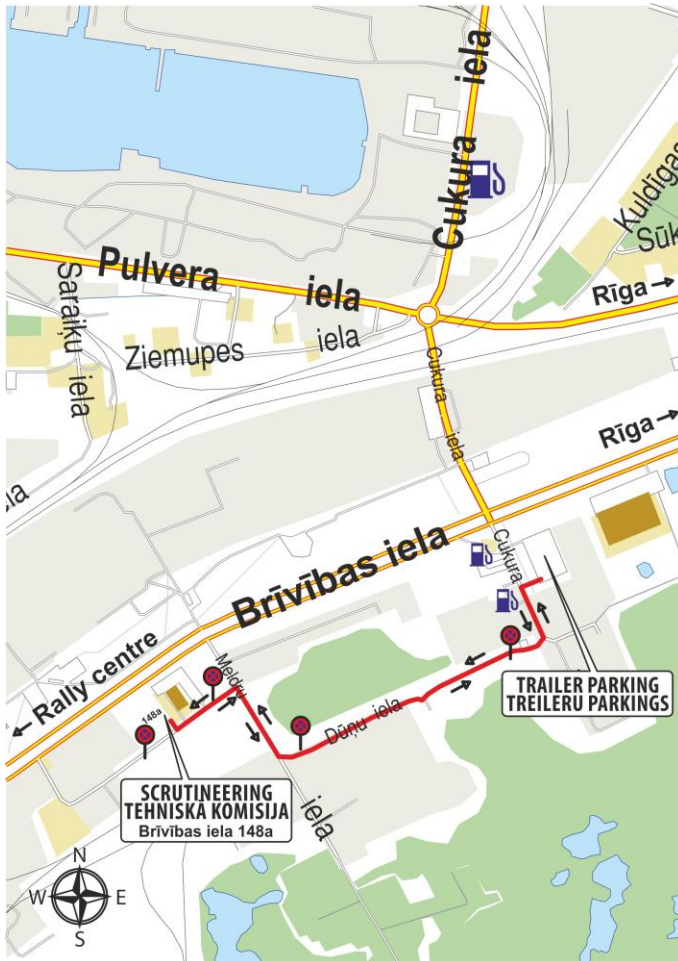 Cukura iela
Kuldīgas
Sūk
Pulvera iela
Rīga
Saraiķu iela
Ziemupes iela
Cukura iela
Rīga
ela
Brīvības iela
Cukura
Rally centre
Meldru iela
148a
Dūņu iela
TRAILER PARKING
TREILERU PARKINGS
SCRUTINEERING
TEHNISKĀ KOMISIJA
Brīvības iela 148a
N
W E
S